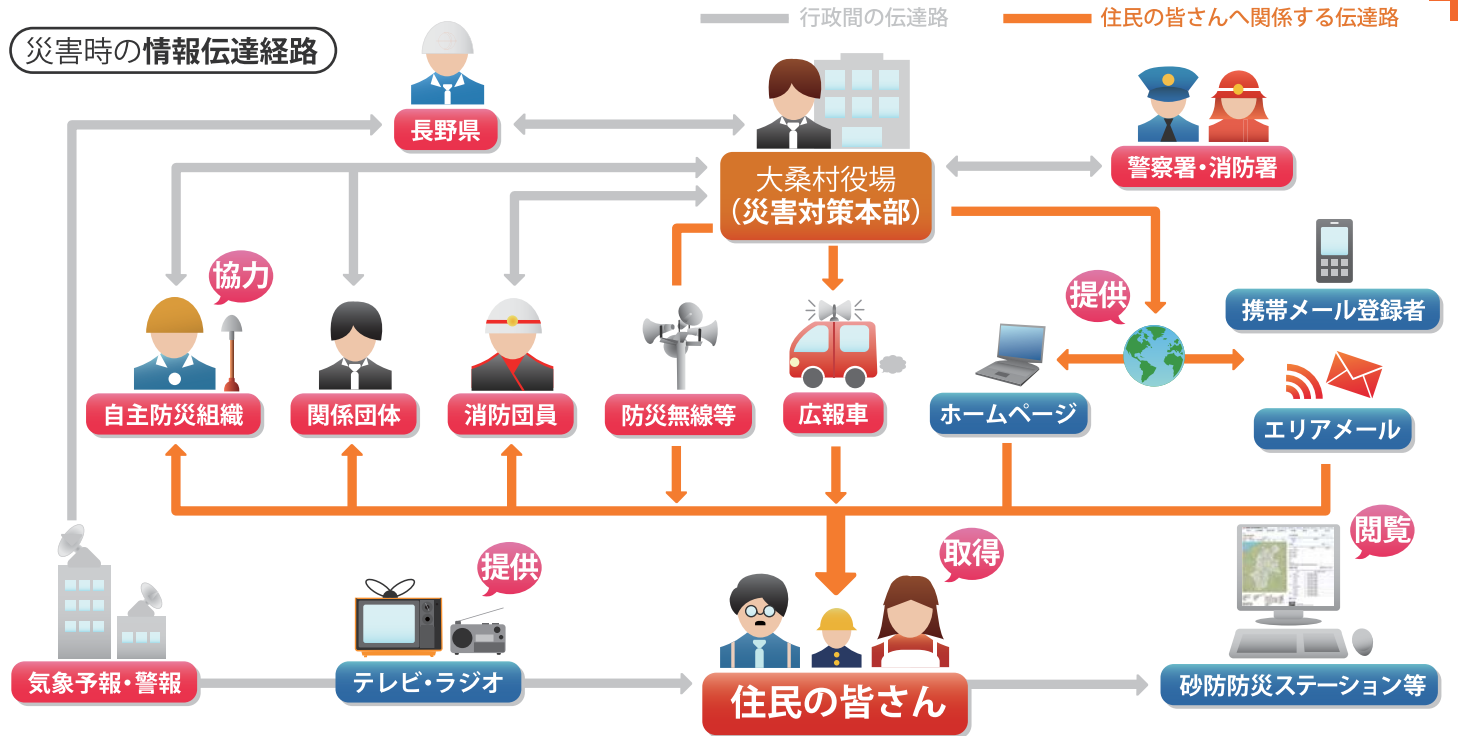 行政間の伝達路
住民の皆さんへ関係する伝達路
災害時の情報伝達経路
長野県
大桑村役場
（災害対策本部）
警察署・消防署
協力
提供
携帯メール登録者
自主防災組織
関係団体
消防団員
防災無線等
広報車
ホームページ
エリアメール
提供
取得
閲覧
気象予報・警報
テレビ・ラジオ
住民の皆さん
砂防防災ステーション等